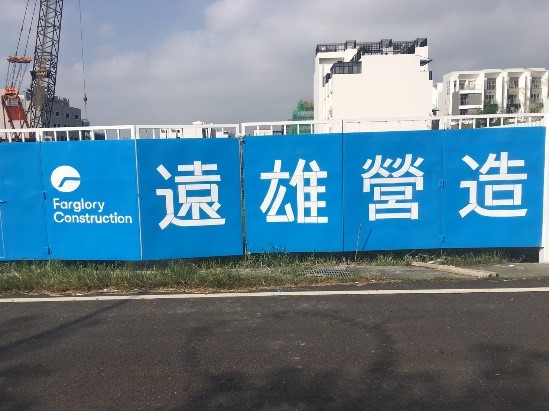 Farglory
Construction
遠雄營造